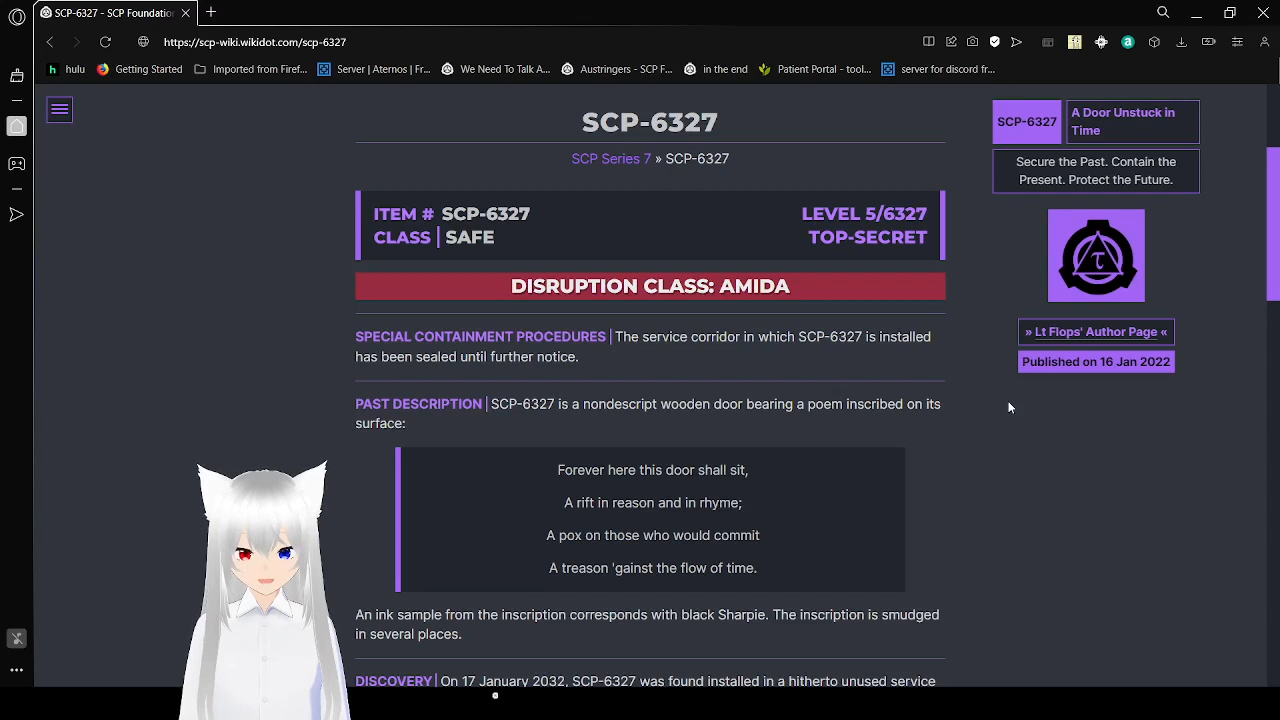 SCP-6327 - SCP Foundation
https://scp-wiki.wikidot.com/scp-6327
hulu
Getting Started
Imported from Firef...
Server | Aternos | Fr...
We Need To Talk A...
Austringers - SCP F...
in the end
Patient Portal - tool...
server for discord fr...
SCP-6327
SCP Series 7 » SCP-6327
ITEM # SCP-6327
LEVEL 5/6327
CLASS | SAFE
TOP-SECRET
DISRUPTION CLASS: AMIDA
SPECIAL CONTAINMENT PROCEDURES | The service corridor in which SCP-6327 is installed
has been sealed until further notice.
PAST DESCRIPTION | SCP-6327 is a nondescript wooden door bearing a poem inscribed on its
surface:
Forever here this door shall sit,
A rift in reason and in rhyme;
A pox on those who would commit
A treason 'gainst the flow of time.
An ink sample from the inscription corresponds with black Sharpie. The inscription is smudged
in several places.
DISCOVERY | On 17 January 2032, SCP-6327 was found installed in a hitherto unused service
SCP-6327
A Door Unstuck in
Time
Secure the Past. Contain the
Present. Protect the Future.
τ
» Lt Flops' Author Page «
Published on 16 Jan 2022